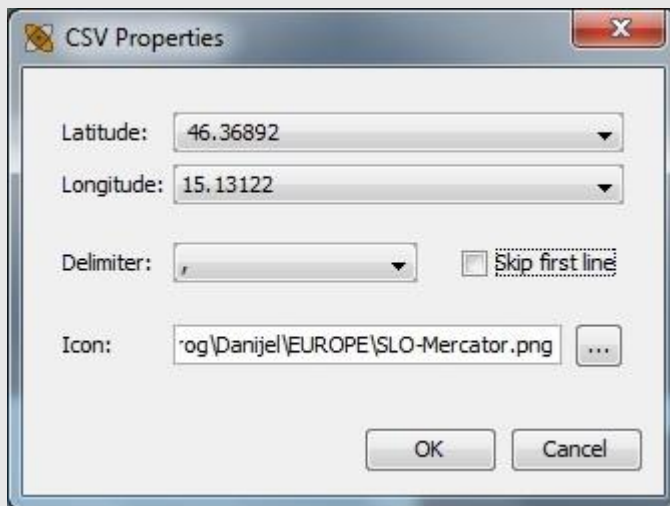 CSV Properties
Latitude: 46.36892
Longitude: 15.13122
Delimiter: , Skip first line
Icon: rog\Danijel\EUROPE\SLO-Mercator.png ...
OK Cancel